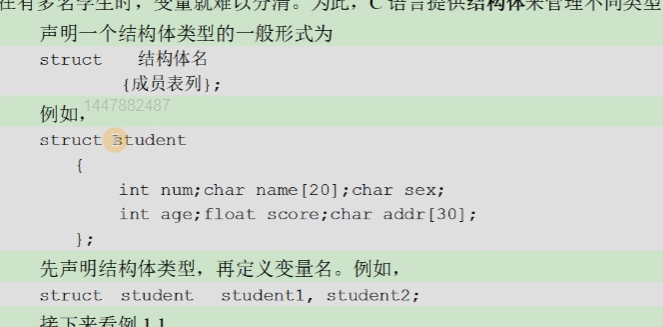 在有多名学生时，变量就难以分清。为此，C 语言提供结构体来管理不同类型
声明一个结构体类型的一般形式为
struct 结构体名
{成员表列};
例如，
1447882487
struct student
{
int num;char name[20];char sex;
int age;float score;char addr[30];
};
先声明结构体类型，再定义变量名。例如，
struct student student1, student2;
接下来看例 1.1